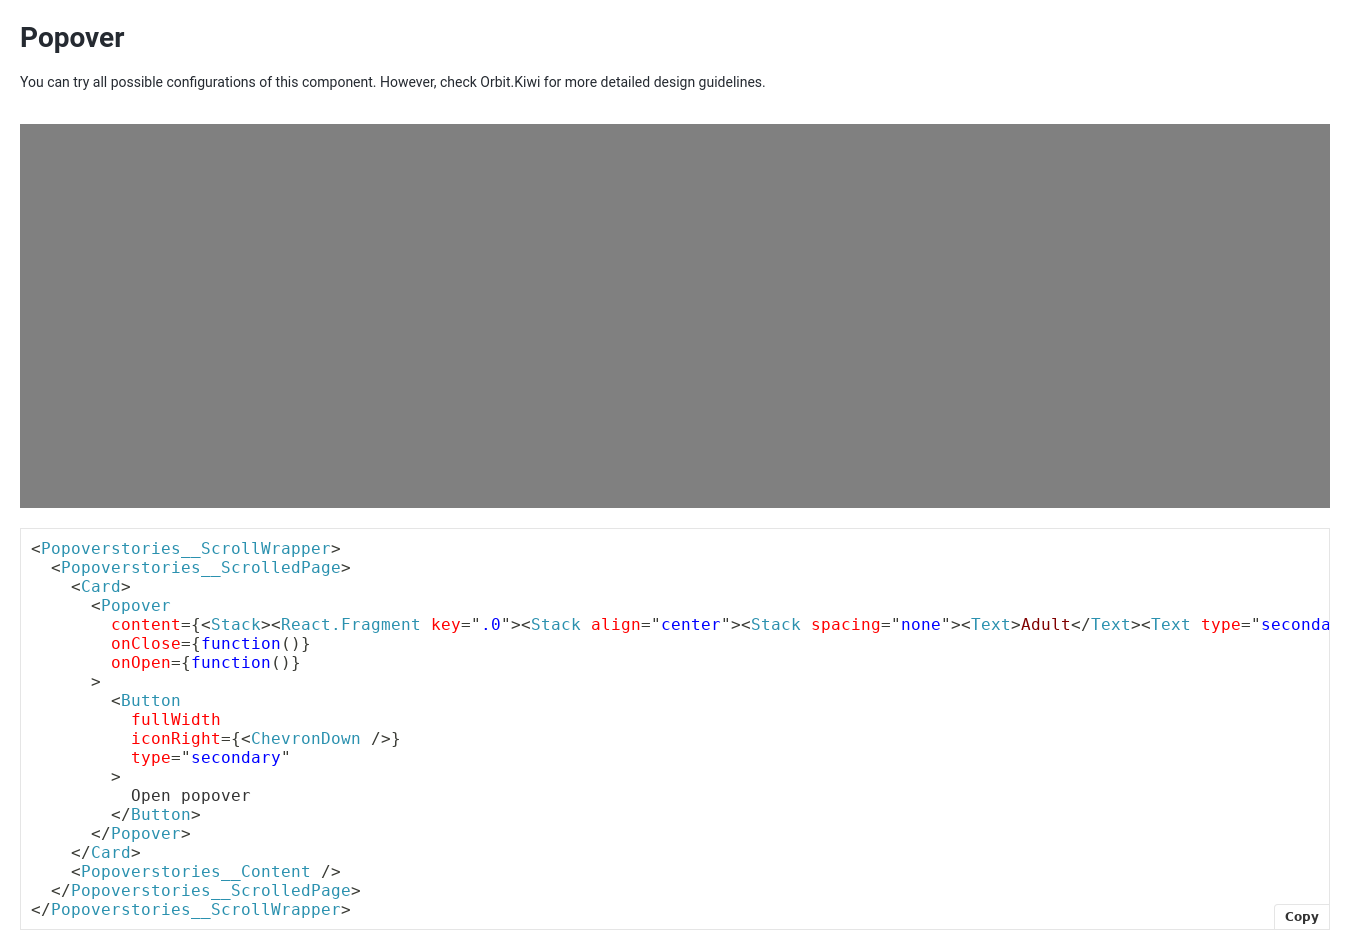 Popover
You can try all possible configurations of this component. However, check Orbit.Kiwi for more detailed design guidelines.
<Popoverstories__ScrollWrapper>
  <Popoverstories__ScrolledPage>
    <Card>
      <Popover
        content={<Stack><React.Fragment key=".0"><Stack align="center"><Stack spacing="none"><Text>Adult</Text><Text type="seconda
        onClose={function()}
        onOpen={function()}
      >
        <Button
          fullWidth
          iconRight={<ChevronDown />}
          type="secondary"
        >
          Open popover
        </Button>
      </Popover>
    </Card>
    <Popoverstories__Content />
  </Popoverstories__ScrolledPage>
</Popoverstories__ScrollWrapper>
Copy